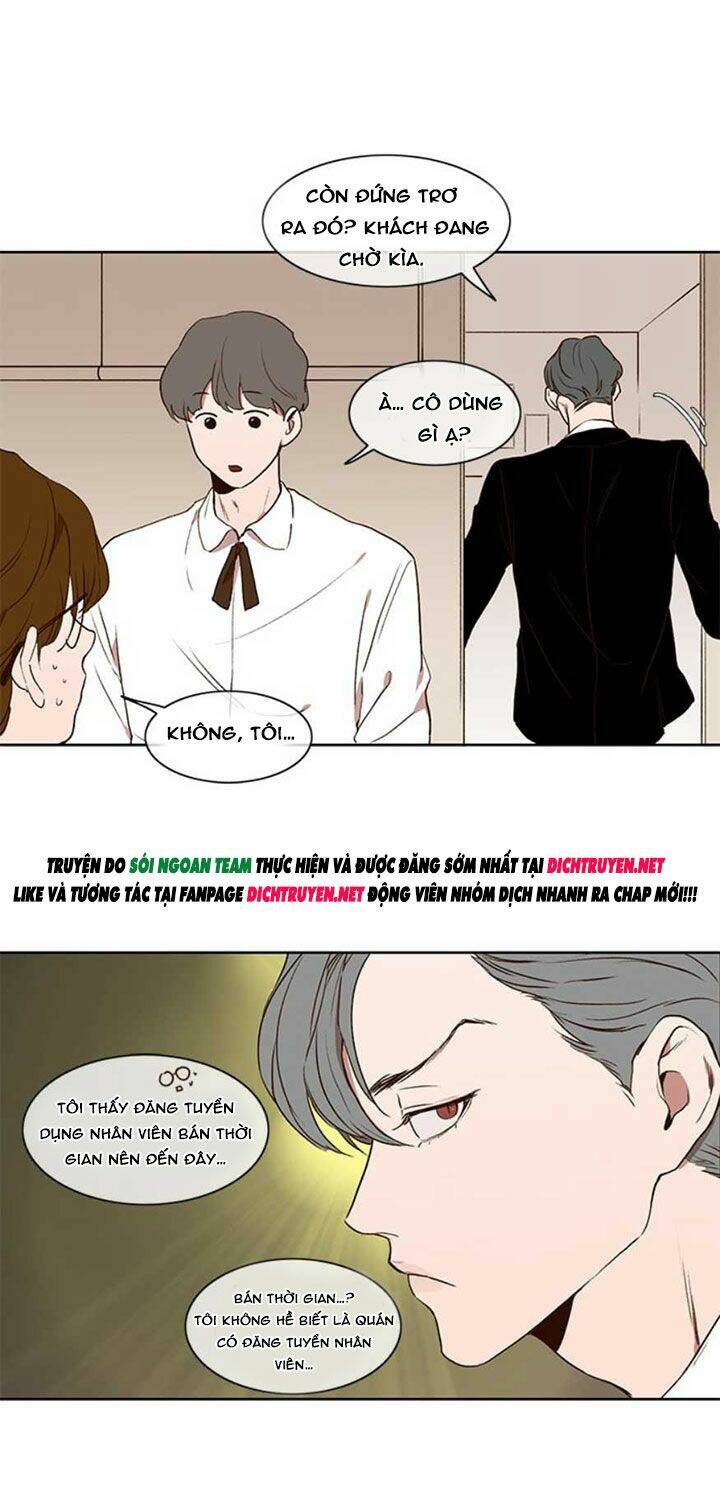 CÒN ĐỨNG TRƠ
RA ĐÓ? KHÁCH ĐANG
CHỜ KÌA.
À... CÔ DÙNG
GÌ Ạ?
KHÔNG, TÔI...
TRUYỆN DO SÓI NGOAN TEAM THỰC HIỆN VÀ ĐƯỢC ĐĂNG SỚM NHẤT TẠI DICHTRUYEN.NET
LIKE VÀ TƯƠNG TÁC TẠI FANPAGE DICHTRUYEN.NET ĐỘNG VIÊN NHÓM DỊCH NHANH RA CHAP MỚI!!!
TÔI THẤY ĐĂNG TUYỂN
DỤNG NHÂN VIÊN BÁN THỜI
GIAN NÊN ĐẾN ĐÂY...
BÁN THỜI GIAN...?
TÔI KHÔNG HỀ BIẾT LÀ QUÁN
CÓ ĐĂNG TUYỂN NHÂN
VIÊN...